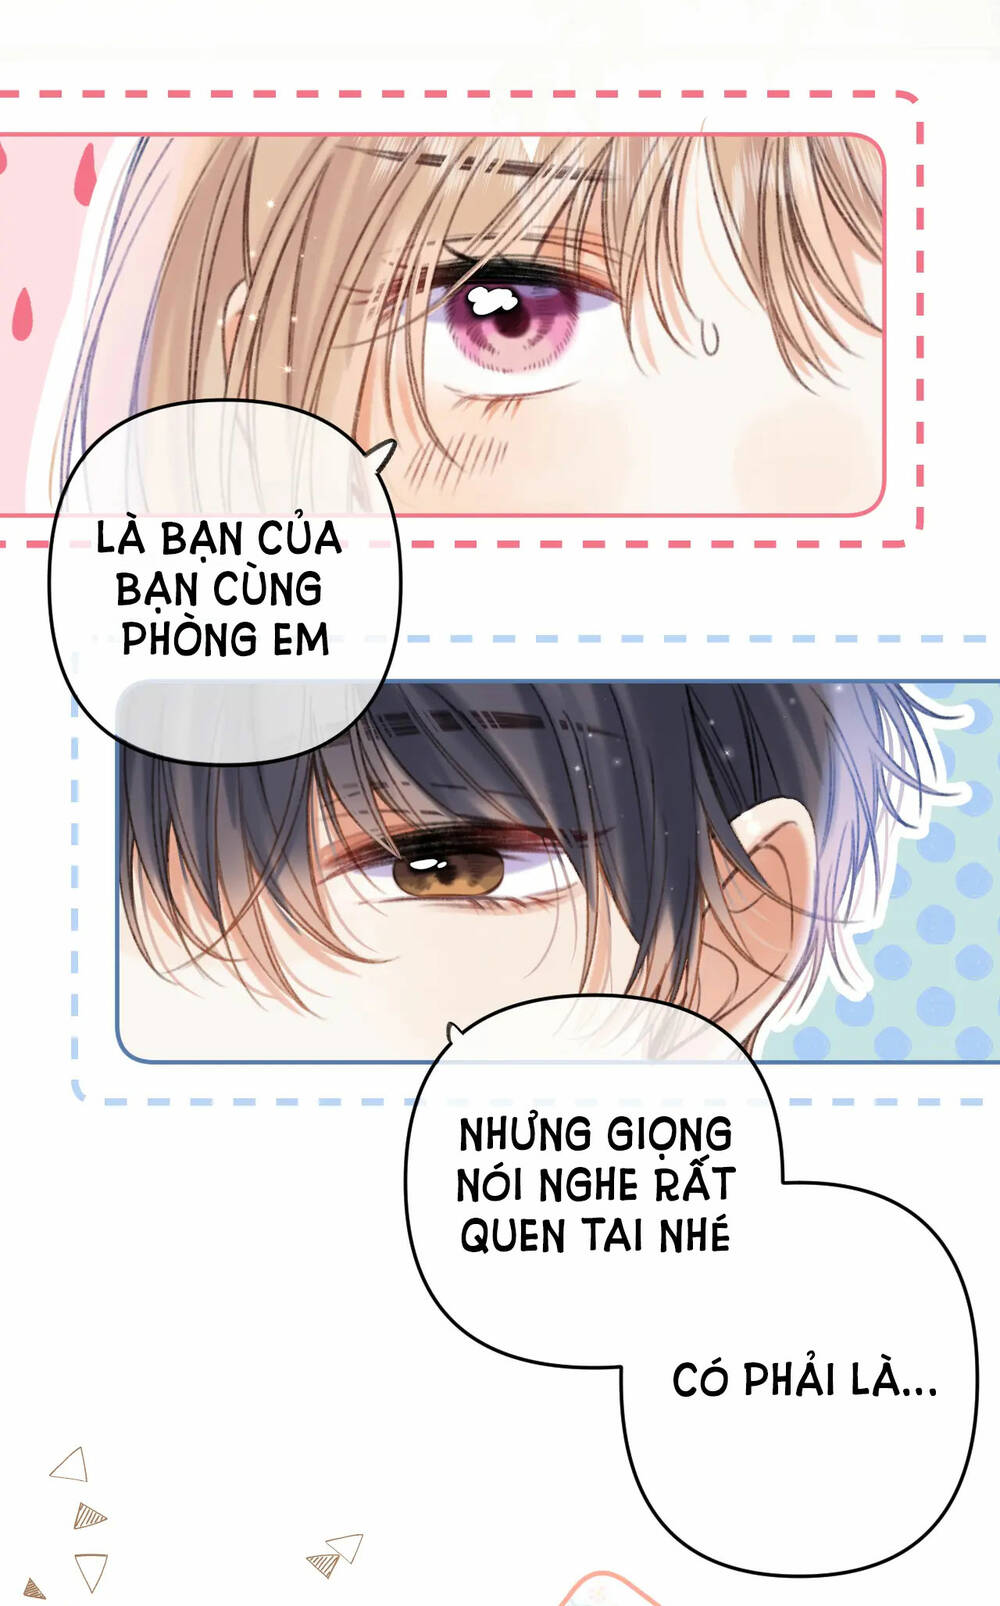 LÀ BẠN CỦA
BẠN CÙNG
PHÒNG EM
NHƯNG GIỌNG
NÓI NGHE RẤT
QUEN TAI NHÉ
CÓ PHẢI LÀ...